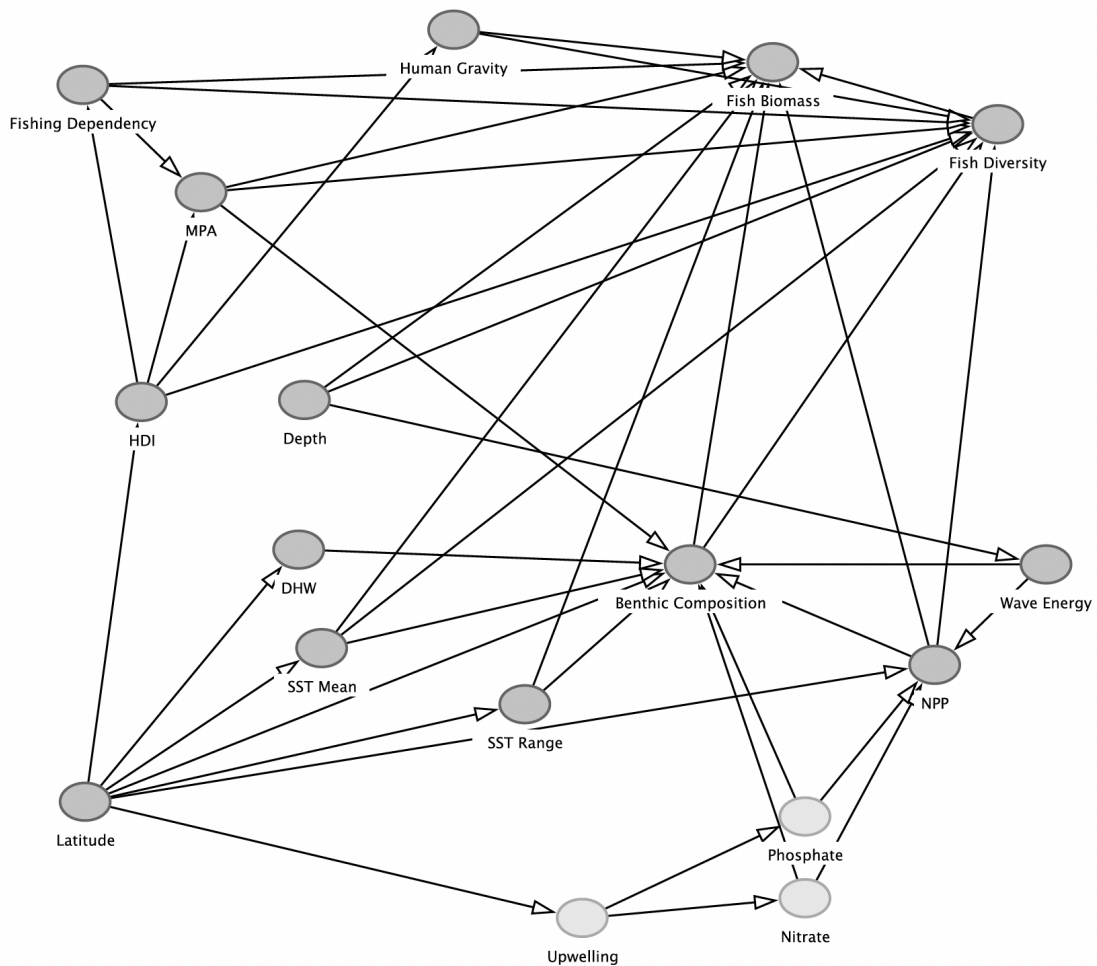 Human Gravity
Fish Biomass
Fishing Dependency
Fish Diversity
MPA
HDI
Depth
DHW
Benthic Composition
Wave Energy
SST Mean
NPP
SST Range
Latitude
Phosphate
Nitrate
Upwelling